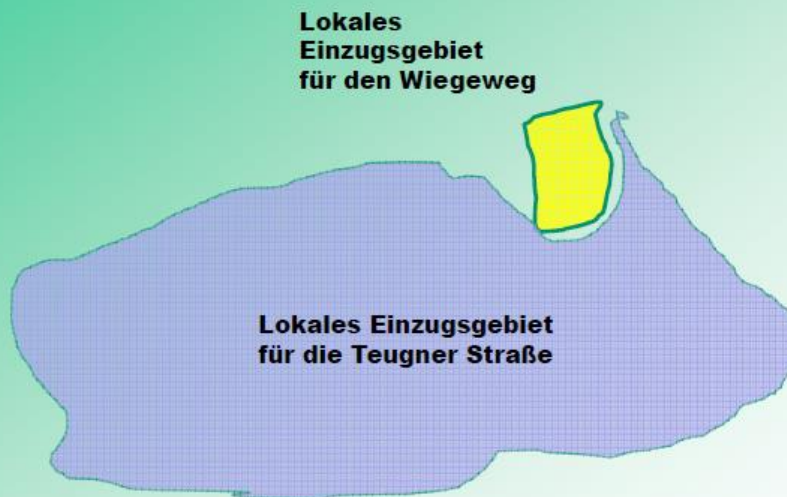 Lokales
Einzugsgebiet
für den Wiegeweg
Lokales Einzugsgebiet
für die Teugner Straße